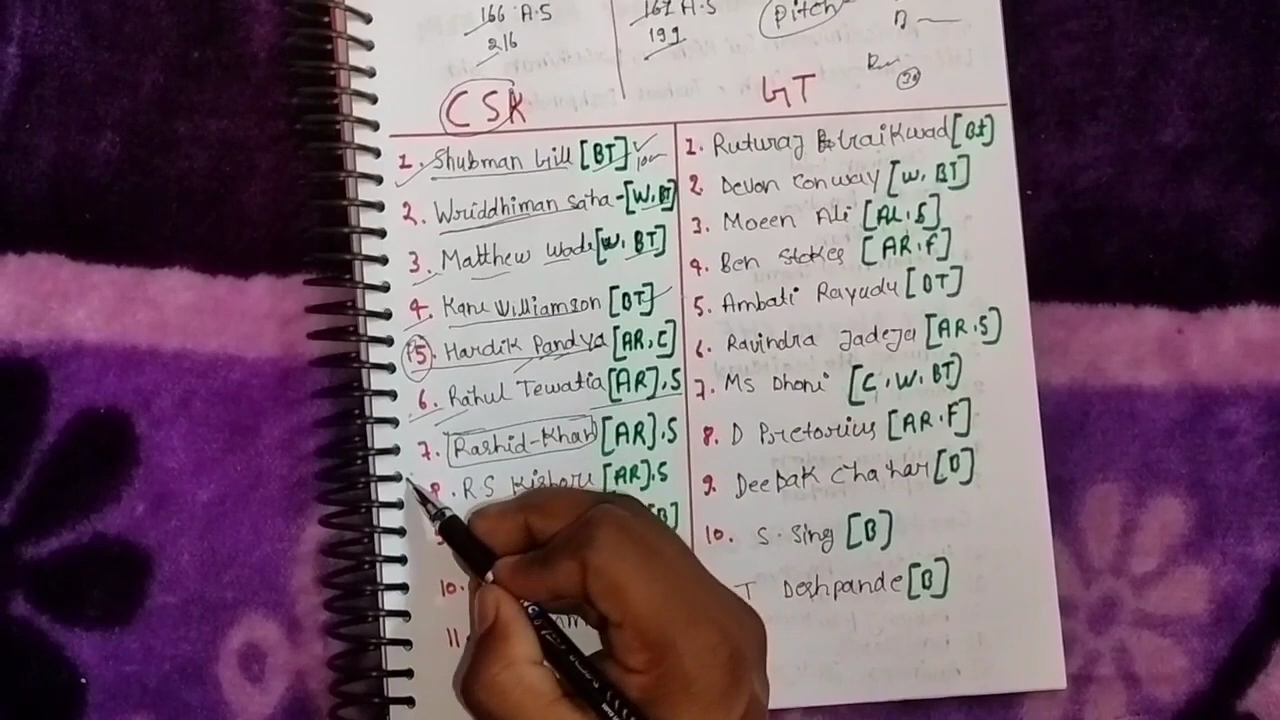 166 A.S
216
167 A.S
199
Pitch
CSK
GT
1. Shubman Gill [BT]
2. Wriddhiman saha-[W.BT]
3. Matthew Wade [W. BT]
4. Kane Williamson [BT]
5. Hardik Pandya [AR, C]
6. Rahul Tewatia [AR].S
7. Rashid-Khan [AR].S
8. RS Kishore [AR].S
[B]
10.
11
1. Ruturaj Gaikwad [Bt]
2. Devon Conway [W. BT]
3. Moeen Ali [AR.S]
4. Ben Stokes [AR.F]
5. Ambati Rayudu [BT]
6. Ravindra Jadeja [AR.S]
7. Ms Dhoni [C.W.BT]
8. D Pretorius [AR.F]
9. Deepak Chahar [B]
10. S. Sing [B]
T Deshpande [B]